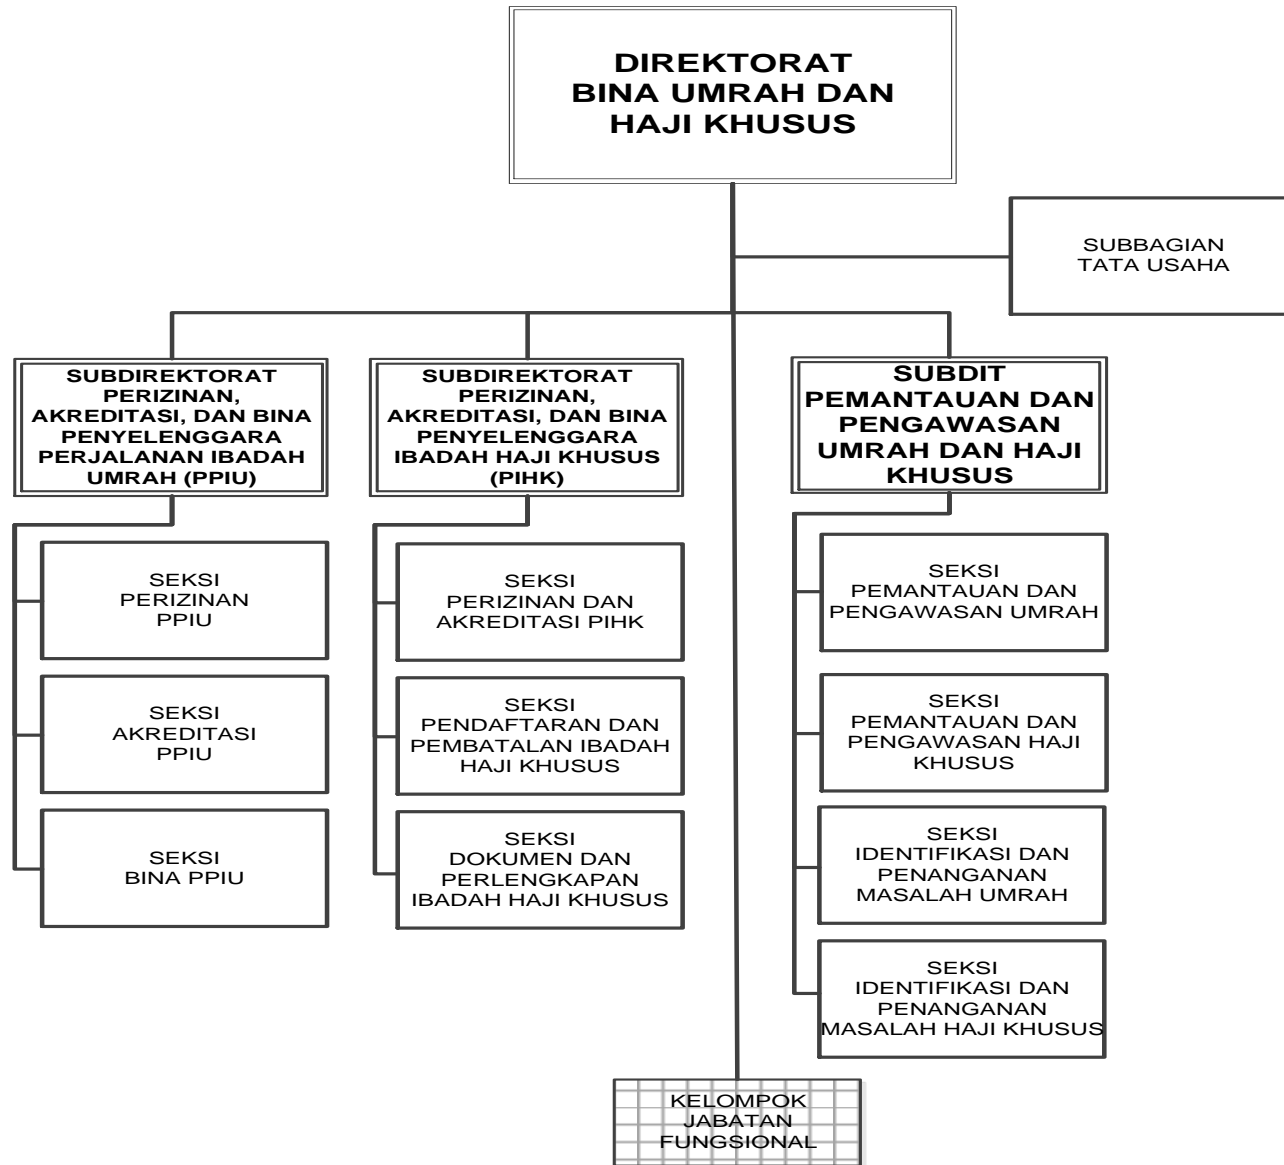 DIREKTORAT
BINA UMRAH DAN
HAJI KHUSUS
SUBBAGIAN
TATA USAHA
SUBDIREKTORAT
PERIZINAN,
AKREDITASI, DAN BINA
PENYELENGGARA
PERJALANAN IBADAH
UMRAH (PPIU)
SUBDIREKTORAT
PERIZINAN,
AKREDITASI, DAN BINA
PENYELENGGARA
IBADAH HAJI KHUSUS
(PIHK)
SUBDIT
PEMANTAUAN DAN
PENGAWASAN
UMRAH DAN HAJI
KHUSUS
SEKSI
PERIZINAN
PPIU
SEKSI
AKREDITASI
PPIU
SEKSI
BINA PPIU
SEKSI
PERIZINAN DAN
AKREDITASI PIHK
SEKSI
PENDAFTARAN DAN
PEMBATALAN IBADAH
HAJI KHUSUS
SEKSI
DOKUMEN DAN
PERLENGKAPAN
IBADAH HAJI KHUSUS
SEKSI
PEMANTAUAN DAN
PENGAWASAN UMRAH
SEKSI
PEMANTAUAN DAN
PENGAWASAN HAJI
KHUSUS
SEKSI
IDENTIFIKASI DAN
PENANGANAN
MASALAH UMRAH
SEKSI
IDENTIFIKASI DAN
PENANGANAN
MASALAH HAJI KHUSUS
KELOMPOK
JABATAN
FUNGSIONAL